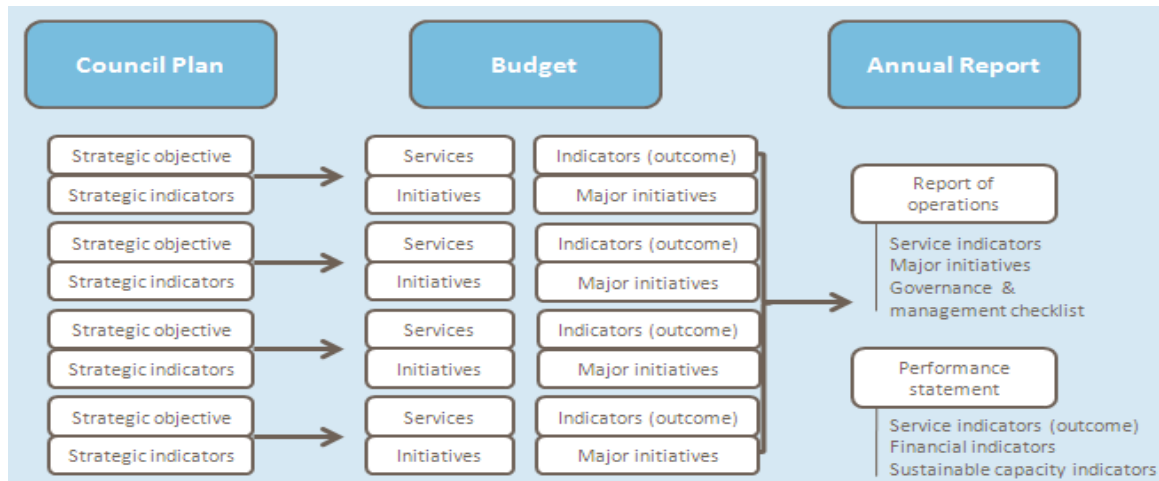 Council Plan
Budget
Annual Report
Strategic objective
Strategic indicators
Strategic objective
Strategic indicators
Strategic objective
Strategic indicators
Strategic objective
Strategic indicators
Services
Initiatives
Services
Initiatives
Services
Initiatives
Services
Initiatives
Indicators (outcome)
Major initiatives
Indicators (outcome)
Major initiatives
Indicators (outcome)
Major initiatives
Indicators (outcome)
Major initiatives
Report of
operations
Service indicators
Major initiatives
Governance &
management checklist
Performance
statement
Service indicators (outcome)
Financial indicators
Sustainable capacity indicators